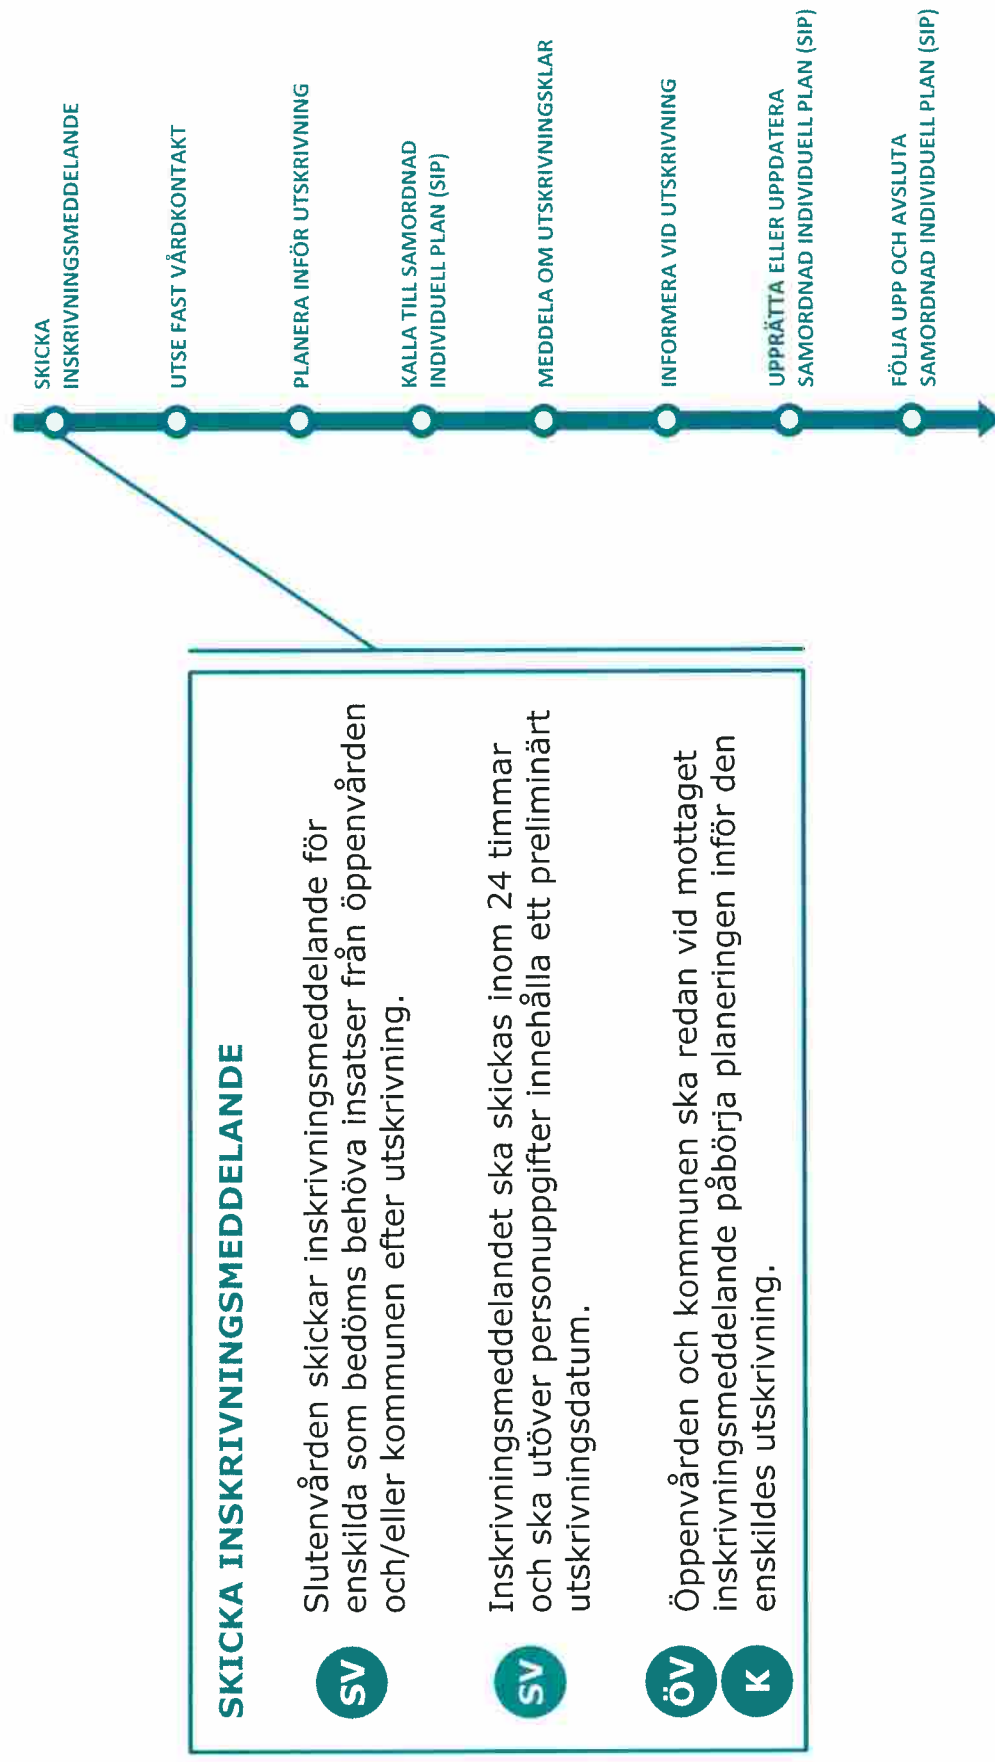 SKICKA INSKRIVNINGSMEDDELANDE
SV
Slutenvården skickar inskrivningsmeddelande för
enskilda som bedöms behöva insatser från öppenvården
och/eller kommunen efter utskrivning.
SV
Inskrivningsmeddelandet ska skickas inom 24 timmar
och ska utöver personuppgifter innehålla ett preliminärt
utskrivningsdatum.
ÖV
K
Öppenvården och kommunen ska redan vid mottaget
inskrivningsmeddelande påbörja planeringen inför den
enskildes utskrivning.
SKICKA
INSKRIVNINGSMEDDELANDE
UTSE FAST VÅRDKONTAKT
PLANERA INFÖR UTSKRIVNING
KALLA TILL SAMORDNAD
INDIVIDUELL PLAN (SIP)
MEDDELA OM UTSKRIVNINGSKLAR
INFORMERA VID UTSKRIVNING
UPPRÄTTA ELLER UPPDATERA
SAMORDNAD INDIVIDUELL PLAN (SIP)
FÖLJA UPP OCH AVSLUTA
SAMORDNAD INDIVIDUELL PLAN (SIP)